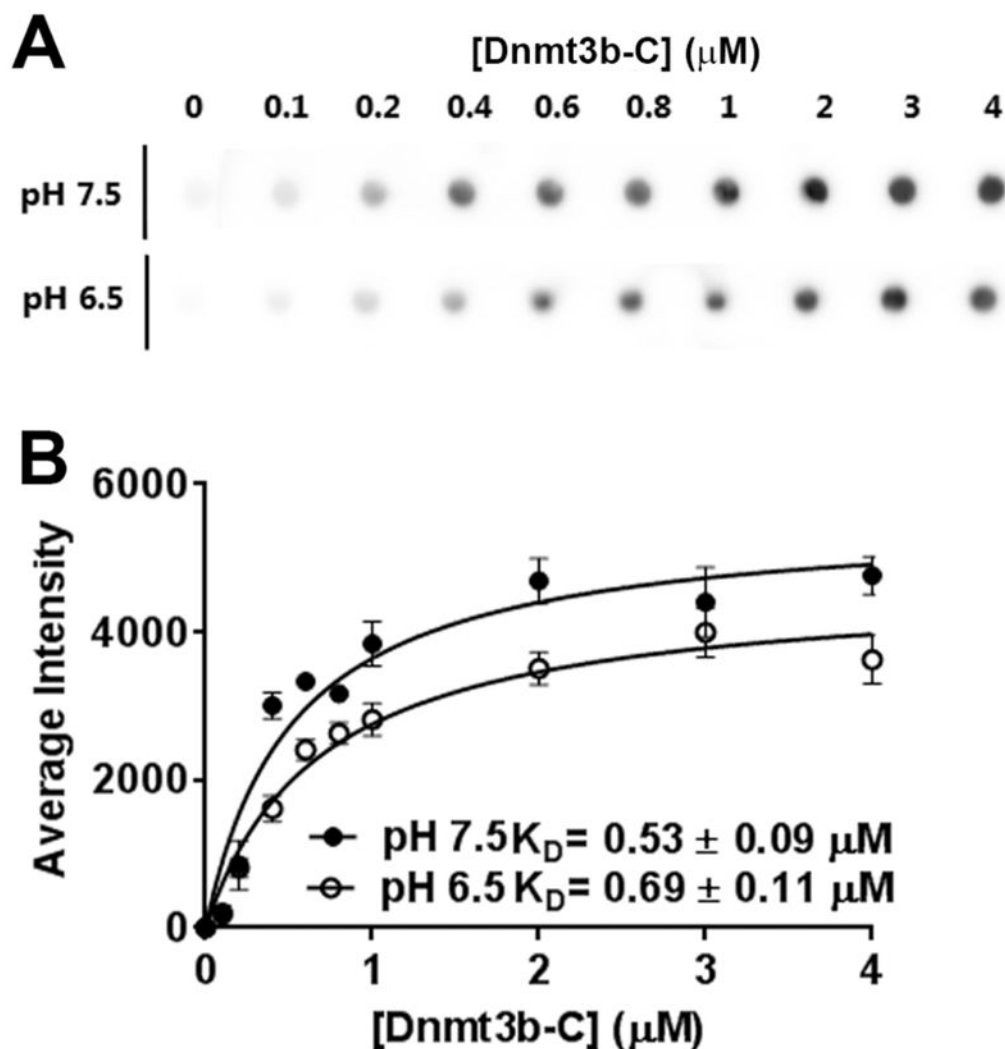 A
[Dnmt3b-C] (μM)
0 0.1 0.2 0.4 0.6 0.8 1 2 3 4
pH 7.5
pH 6.5
B
Average Intensity
6000
4000
2000
0
pH 7.5 K_D= 0.53 ± 0.09 μM
pH 6.5 K_D= 0.69 ± 0.11 μM
0 1 2 3 4
[Dnmt3b-C] (μM)